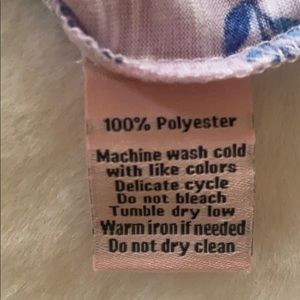 100% Polyester
Machine wash cold
with like colors
Delicate cycle
Do not bleach
Tumble dry low
Warm iron if needed
Do not dry clean